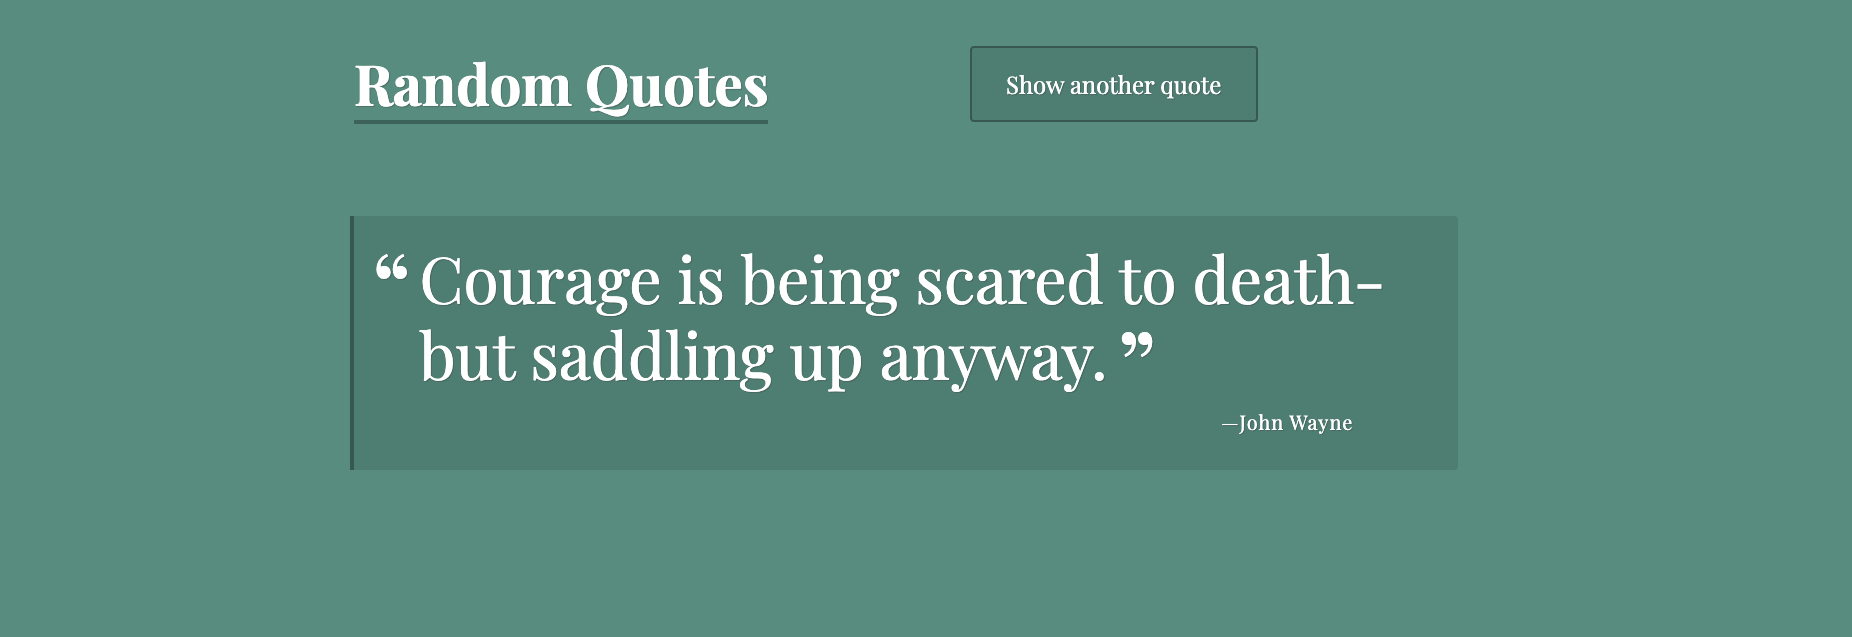 Random Quotes
Show another quote
“Courage is being scared to death-
but saddling up anyway.”
—John Wayne